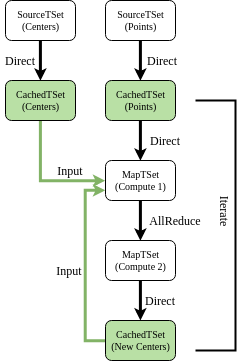 SourceTSet
(Centers)
SourceTSet
(Points)
Direct
Direct
CachedTSet
(Centers)
CachedTSet
(Points)
Direct
Input
MapTSet
(Compute 1)
AllReduce
Iterate
MapTSet
(Compute 2)
Input
Direct
CachedTSet
(New Centers)